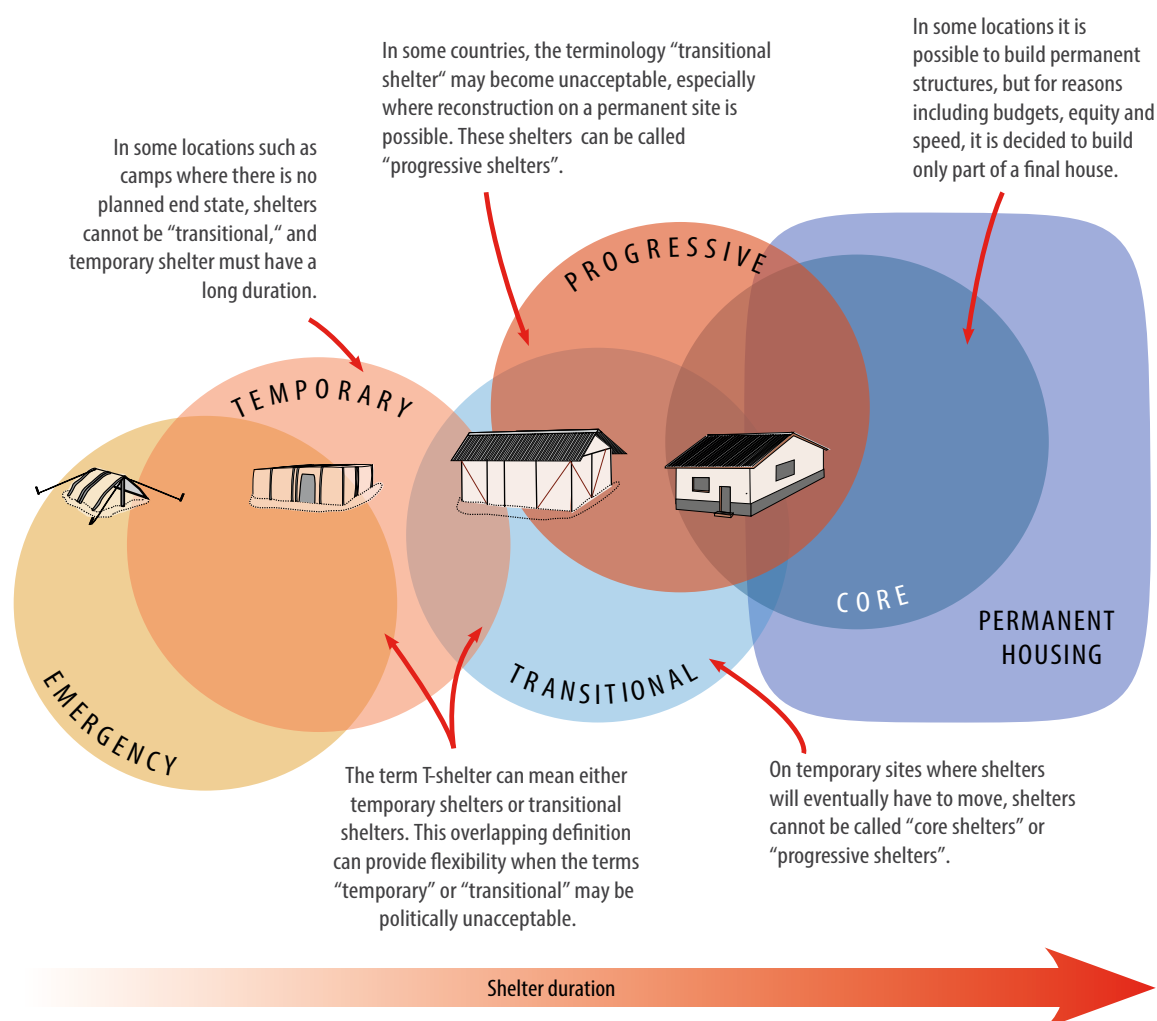 In some locations it is
possible to build permanent
structures, but for reasons
including budgets, equity and
speed, it is decided to build
only part of a final house.
In some countries, the terminology “transitional
shelter“ may become unacceptable, especially
where reconstruction on a permanent site is
possible. These shelters can be called
“progressive shelters”.
In some locations such as
camps where there is no
planned end state, shelters
cannot be “transitional,“ and
temporary shelter must have a
long duration.
PROGRESSIVE
TEMPORARY
CORE
PERMANENT
HOUSING
TRANSITIONAL
EMERGENCY
The term T-shelter can mean either
temporary shelters or transitional
shelters. This overlapping definition
can provide flexibility when the terms
“temporary” or “transitional” may be
politically unacceptable.
On temporary sites where shelters
will eventually have to move, shelters
cannot be called “core shelters” or
“progressive shelters”.
Shelter duration